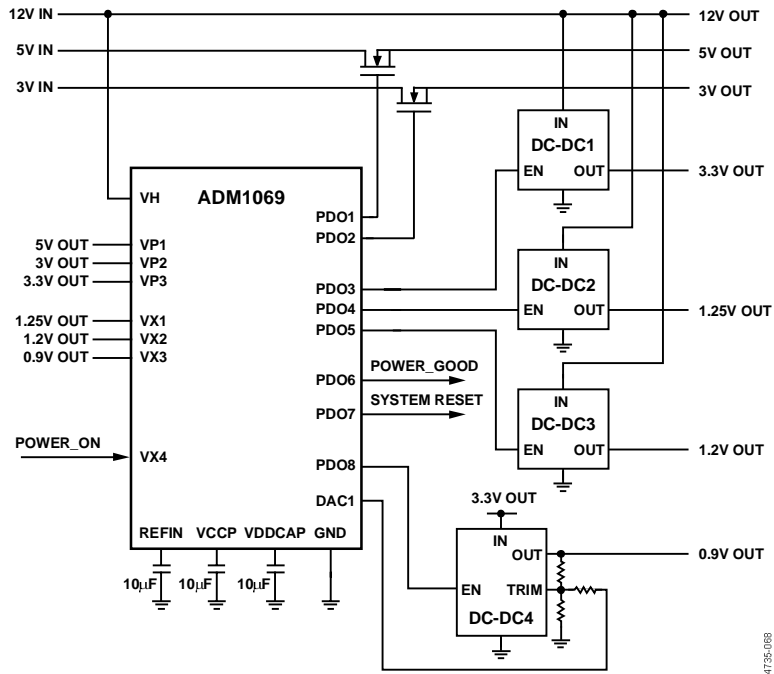 12V IN
12V OUT
5V IN
5V OUT
3V IN
3V OUT
IN
DC-DC1
EN OUT
3.3V OUT
ADM1069
VH
PDO1
PDO2
5V OUT VP1
3V OUT VP2
3.3V OUT VP3
IN
DC-DC2
PDO3
PDO4
EN OUT
1.25V OUT
1.25V OUT VX1
1.2V OUT VX2
0.9V OUT VX3
PDO5
PDO6
POWER_GOOD
PDO7
SYSTEM RESET
IN
DC-DC3
EN OUT
1.2V OUT
POWER_ON
VX4
PDO8
DAC1
3.3V OUT
REFIN VCCP VDDCAP GND
IN
OUT
0.9V OUT
10μF 10μF 10μF
EN TRIM
DC-DC4
4735-068